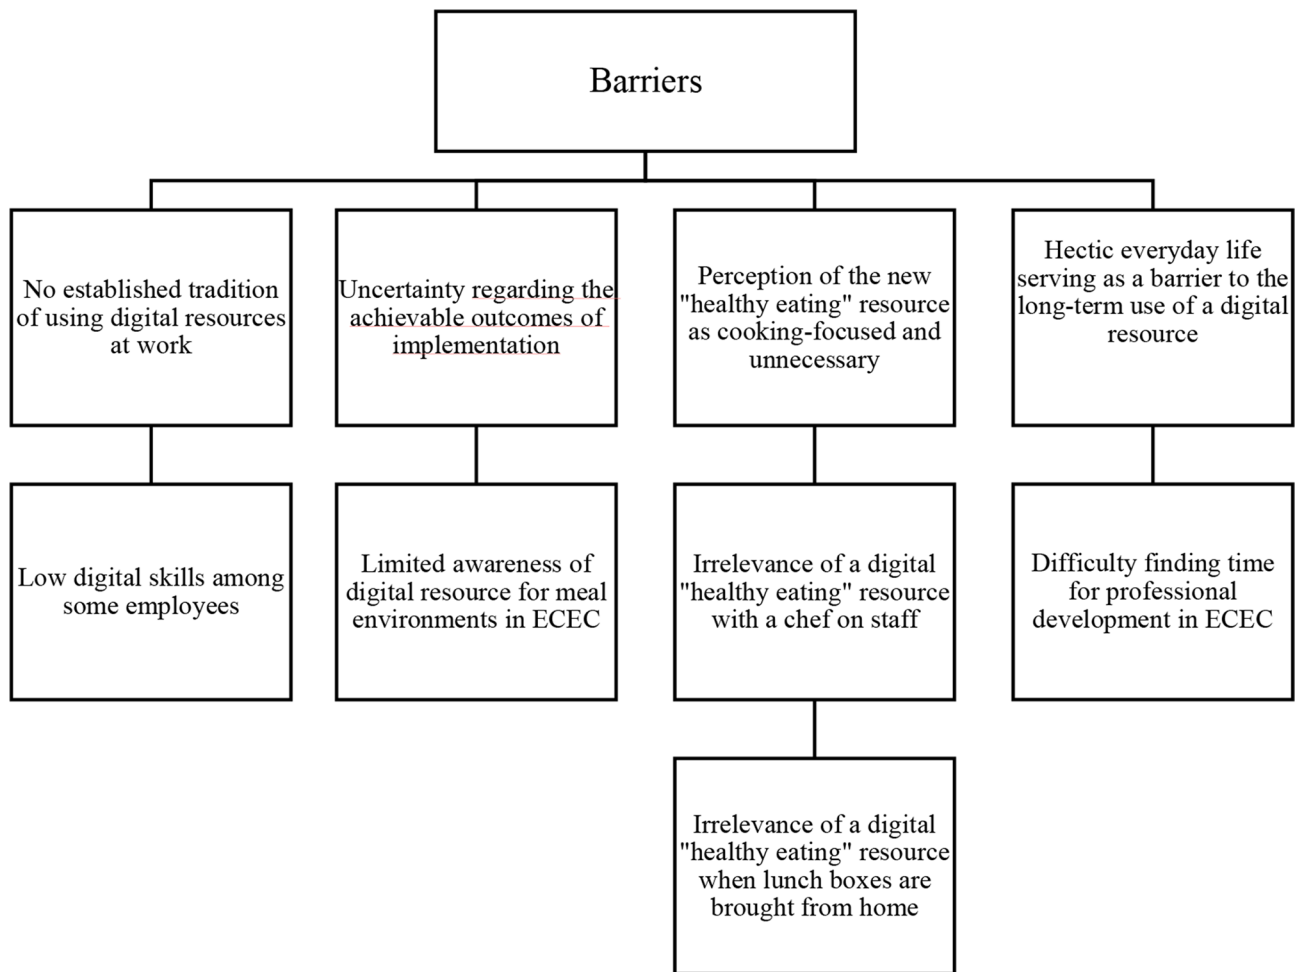 Barriers
No established tradition
of using digital resources
at work
Uncertainty regarding the
achievable outcomes of
implementation
Perception of the new
"healthy eating" resource
as cooking-focused and
unnecessary
Hectic everyday life
serving as a barrier to the
long-term use of a digital
resource
Low digital skills among
some employees
Limited awareness of
digital resource for meal
environments in ECEC
Irrelevance of a digital
"healthy eating" resource
with a chef on staff
Difficulty finding time
for professional
development in ECEC
Irrelevance of a digital
"healthy eating" resource
when lunch boxes are
brought from home